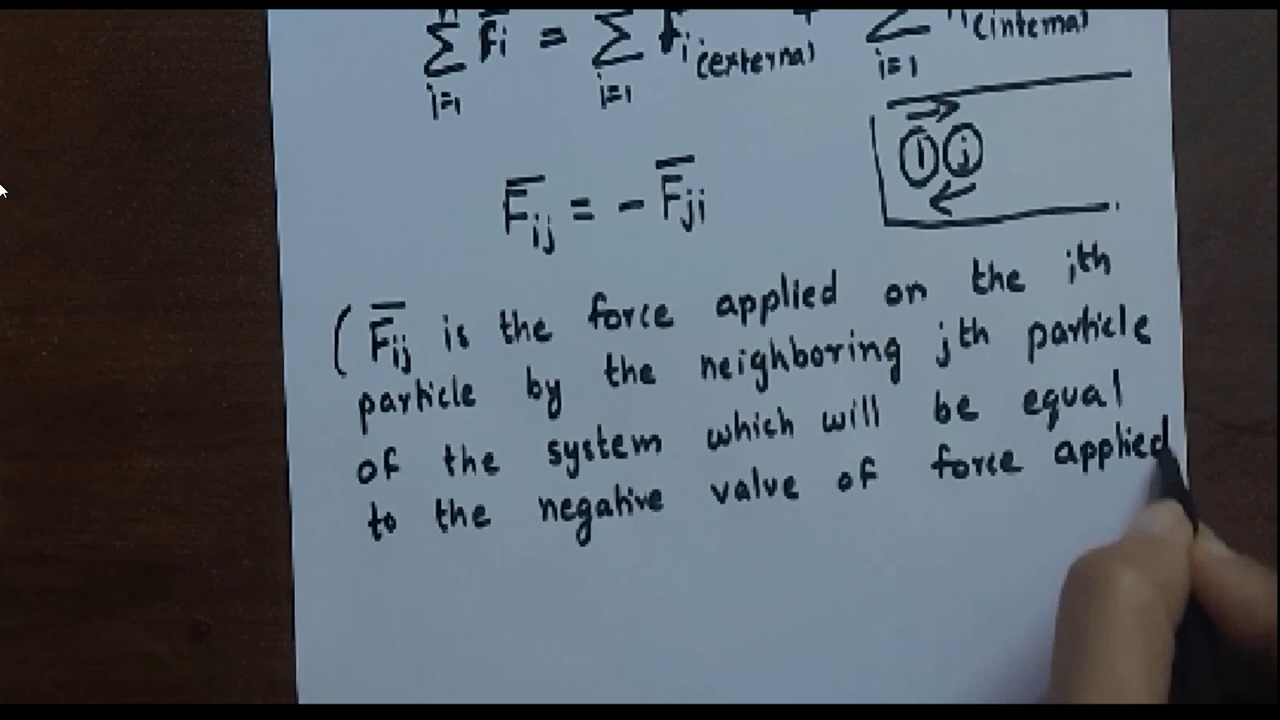 ∑ F̄i = ∑ F̄i (external) + ∑ (internal)
i=1 i=1 i=1
F̄ij = - F̄ji
i j
( F̄ij is the force applied on the ith
particle by the neighboring jth particle
of the system which will be equal
to the negative value of force applied